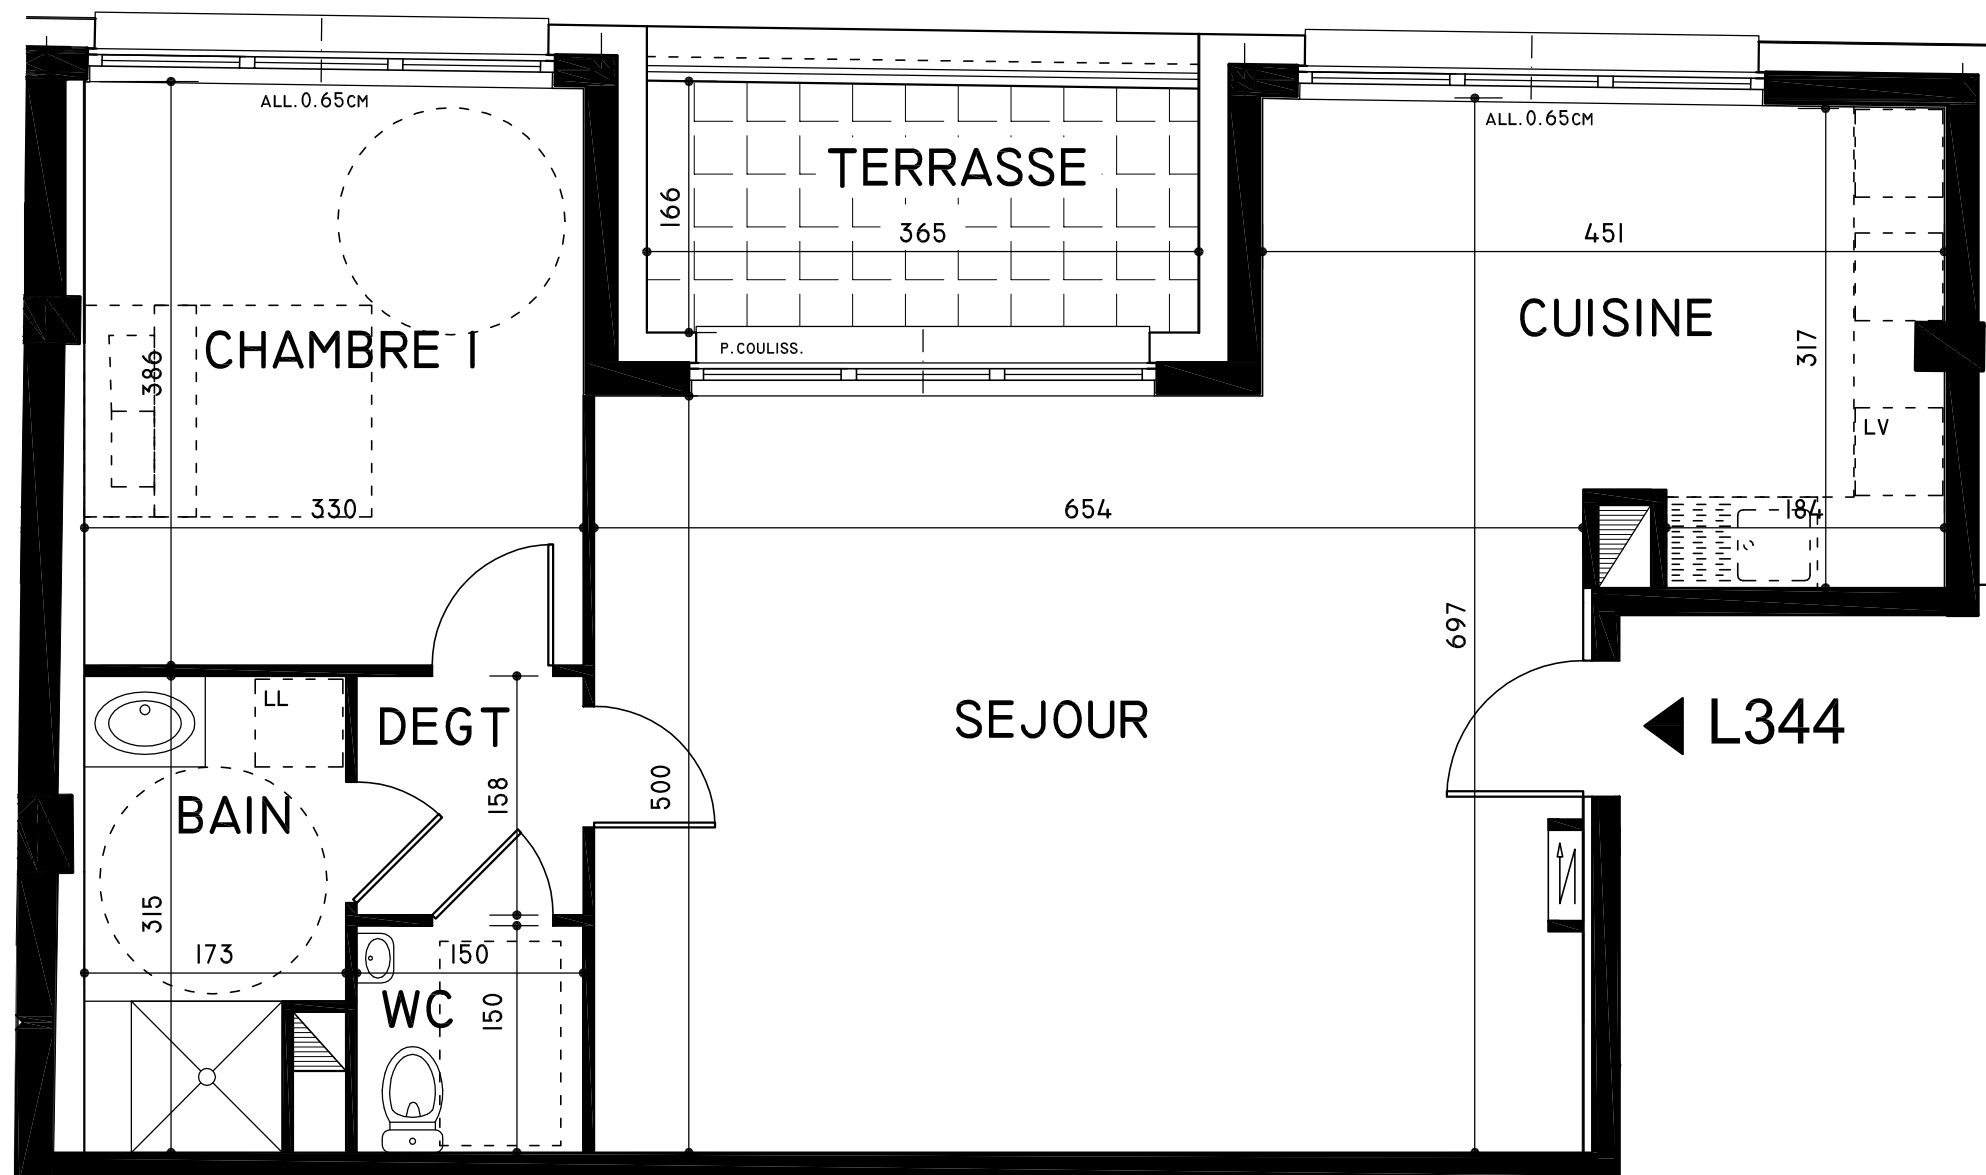 ALL.0.65CM
ALL.0.65CM
TERRASSE
166
365
451
CUISINE
CHAMBRE 1
386
P.COULISS.
317
LV
330
654
184
697
LL
DEGT
SEJOUR
L344
158
500
BAIN
315
173
150
WC
150